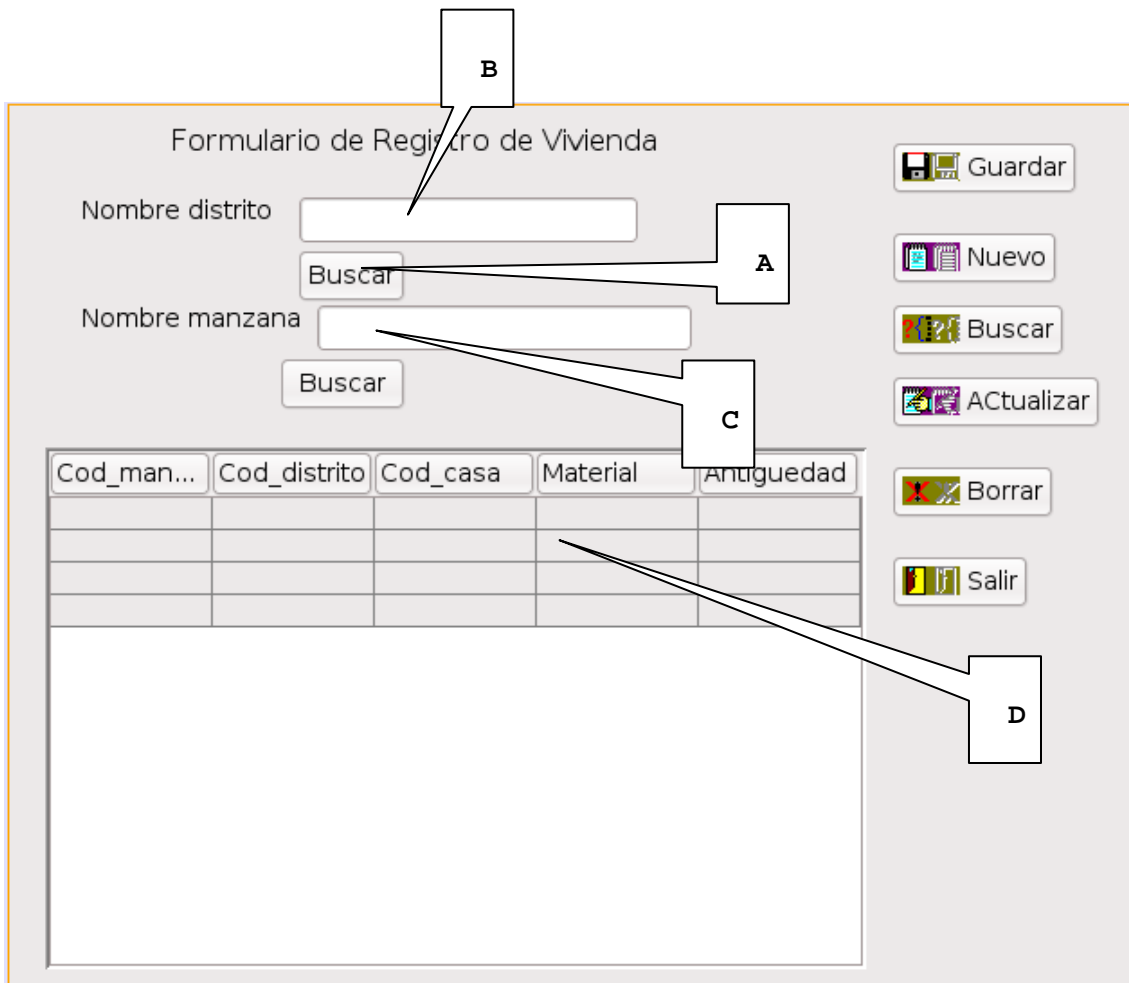 B
Formulario de Registro de Vivienda
Guardar
Nombre distrito
A
Nuevo
Buscar
Nombre manzana
Buscar
Buscar
ACtualizar
C
Cod_man... Cod_distrito Cod_casa Material Antiguedad
Borrar
Salir
D